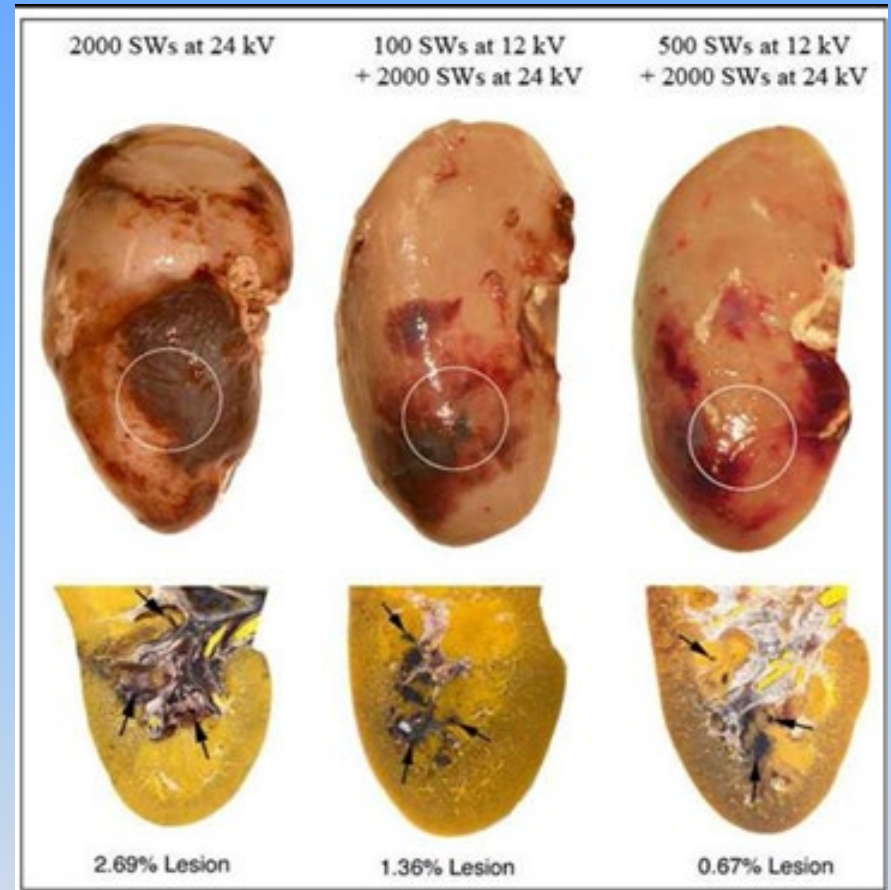 2000 SWs at 24 kV
100 SWs at 12 kV
+ 2000 SWs at 24 kV
500 SWs at 12 kV
+ 2000 SWs at 24 kV
2.69% Lesion
1.36% Lesion
0.67% Lesion